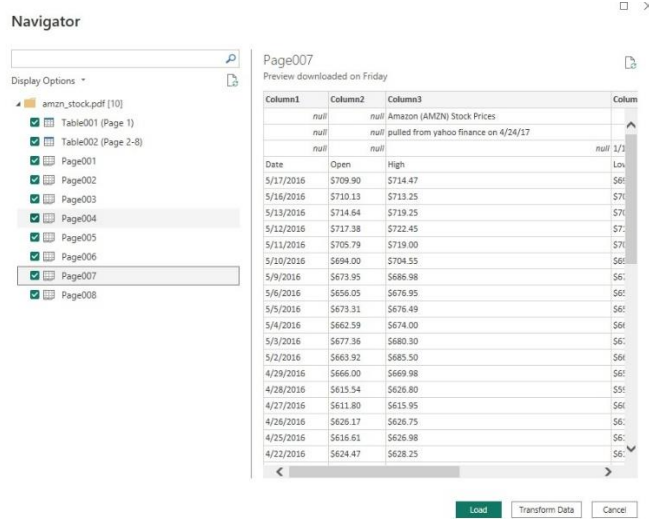 Navigator
Display Options
amzn_stock.pdf [10]
Table001 (Page 1)
Table002 (Page 2-8)
Page001
Page002
Page003
Page004
Page005
Page006
Page007
Page008
Page007
Preview downloaded on Friday
Column1 Column2 Column3 Colum
null null Amazon (AMZN) Stock Prices
null null pulled from yahoo finance on 4/24/17
null null null 1/1
Date Open High Lov
5/17/2016 $709.90 $714.47
5/16/2016 $710.13 $713.25
5/13/2016 $714.64 $719.25
5/12/2016 $717.38 $722.45
5/11/2016 $705.79 $719.00
5/10/2016 $694.00 $704.55
5/9/2016 $673.95 $686.98
5/6/2016 $656.05 $676.95
5/5/2016 $673.31 $676.49
5/4/2016 $662.59 $674.00
5/3/2016 $677.36 $680.30
5/2/2016 $663.92 $685.50
4/29/2016 $666.00 $669.98
4/28/2016 $615.54 $626.80
4/27/2016 $611.80 $615.95
4/26/2016 $626.17 $626.75
4/25/2016 $616.61 $626.98
4/22/2016 $624.47 $628.25
Load Transform Data Cancel